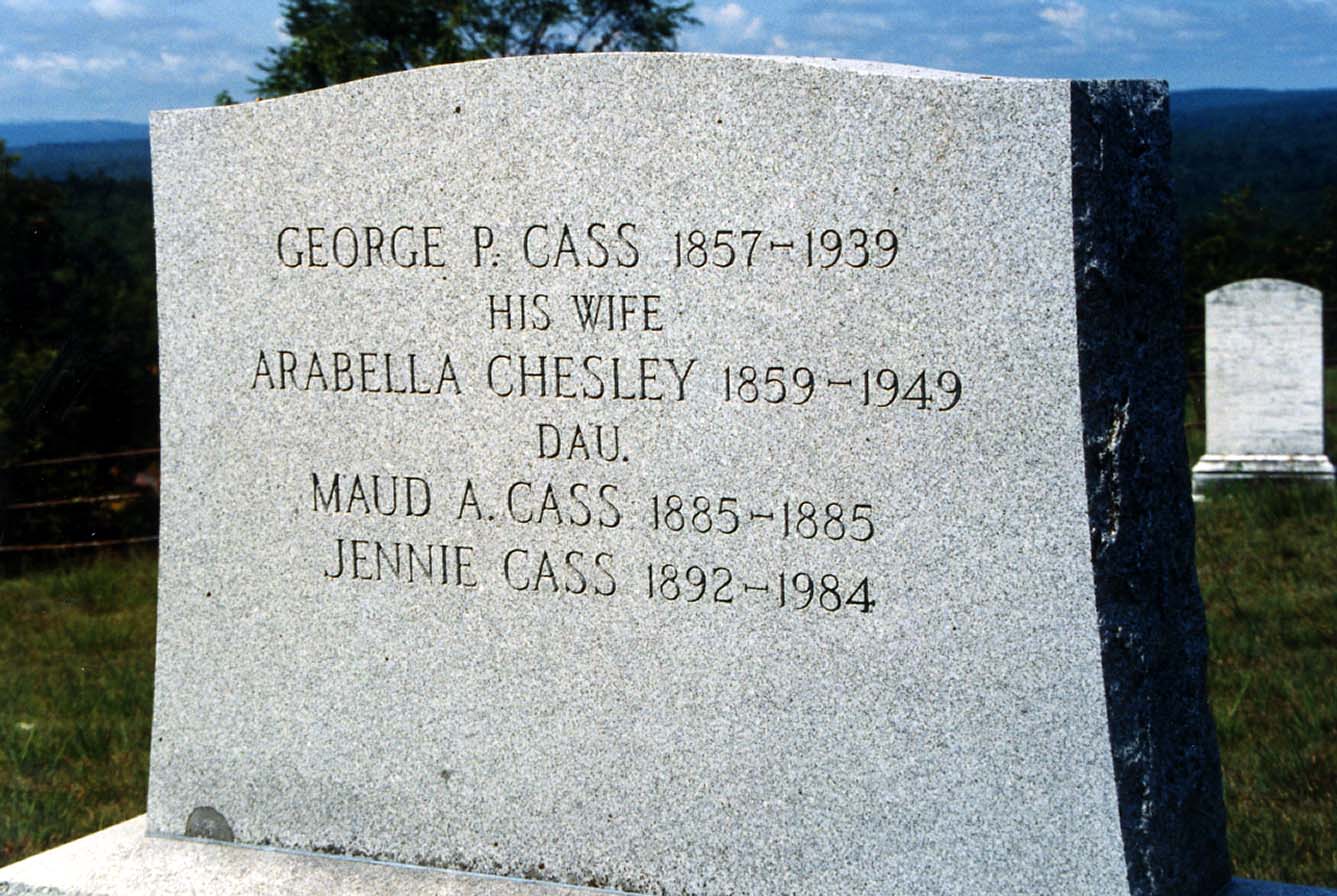 GEORGE P. CASS 1857-1939
HIS WIFE
ARABELLA CHESLEY 1859-1949
DAU.
MAUD A. CASS 1885-1885
JENNIE CASS 1892-1984